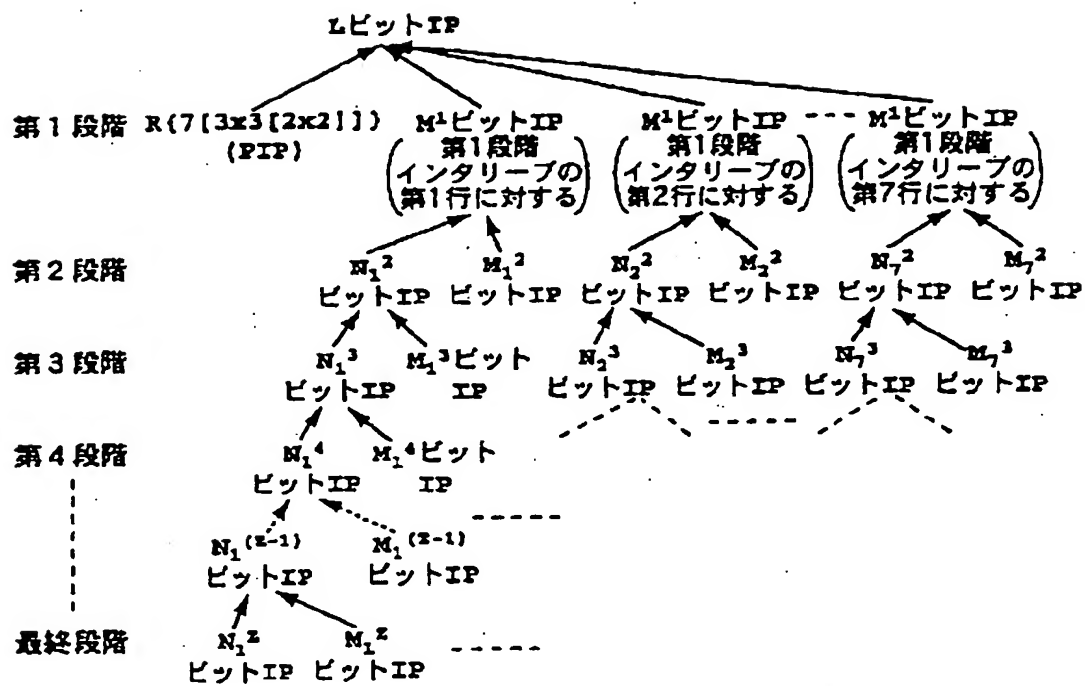 LビットIP
第1段階 R{7[3x3[2x2]]} M¹ビットIP M¹ビットIP --- M¹ビットIP
(PIP) (第1段階 (第1段階 (第1段階
インタリーブの インタリーブの インタリーブの
第1行に対する) 第2行に対する) 第7行に対する)
第2段階 N₁² M₁² N₂² M₂² N₇² M₇²
ビットIP ビットIP ビットIP ビットIP ビットIP ビットIP
第3段階 N₁³ M₁³ビット N₂³ M₂³ N₇³ M₇³
ビットIP IP ビットIP ビットIP ビットIP ビットIP
第4段階 N₁⁴ M₁⁴ビット
ビットIP IP
N₁^(Z-1) M₁^(Z-1)
ビットIP ビットIP
最終段階 N₁^Z M₁^Z
ビットIP ビットIP